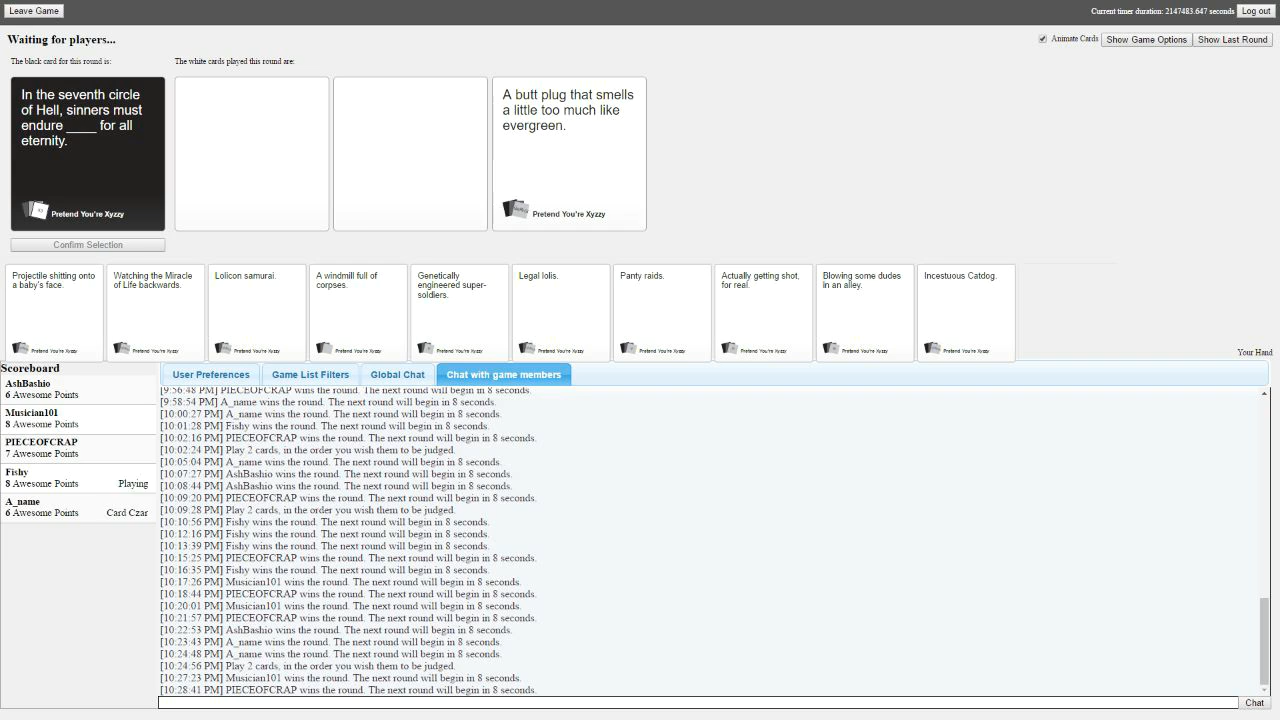 Leave Game
Current timer duration: 2147483.647 seconds
Log out
Waiting for players...
Animate Cards
Show Game Options
Show Last Round
The black card for this round is:
The white cards played this round are:
In the seventh circle
of Hell, sinners must
endure ____ for all
eternity.
Pretend You're Xyzzy
A butt plug that smells
a little too much like
evergreen.
Pretend You're Xyzzy
Confirm Selection
Projectile shitting onto
a baby's face.
Pretend You're Xyzzy
Watching the Miracle
of Life backwards.
Pretend You're Xyzzy
Lolicon samurai.
Pretend You're Xyzzy
A windmill full of
corpses.
Pretend You're Xyzzy
Genetically
engineered super-
soldiers.
Pretend You're Xyzzy
Legal lolis.
Pretend You're Xyzzy
Panty raids.
Pretend You're Xyzzy
Actually getting shot,
for real.
Pretend You're Xyzzy
Blowing some dudes
in an alley.
Pretend You're Xyzzy
Incestuous Catdog.
Pretend You're Xyzzy
Your Hand
Scoreboard
AshBashio
6 Awesome Points
Musician101
8 Awesome Points
PIECEOFCRAP
7 Awesome Points
Fishy
8 Awesome Points Playing
A_name
6 Awesome Points Card Czar
User Preferences
Game List Filters
Global Chat
Chat with game members
[9:56:48 PM] PIECEOFCRAP wins the round. The next round will begin in 8 seconds.
[9:58:54 PM] A_name wins the round. The next round will begin in 8 seconds.
[10:00:27 PM] A_name wins the round. The next round will begin in 8 seconds.
[10:01:28 PM] Fishy wins the round. The next round will begin in 8 seconds.
[10:02:16 PM] PIECEOFCRAP wins the round. The next round will begin in 8 seconds.
[10:02:24 PM] Play 2 cards, in the order you wish them to be judged.
[10:05:04 PM] A_name wins the round. The next round will begin in 8 seconds.
[10:07:27 PM] AshBashio wins the round. The next round will begin in 8 seconds.
[10:08:44 PM] AshBashio wins the round. The next round will begin in 8 seconds.
[10:09:20 PM] PIECEOFCRAP wins the round. The next round will begin in 8 seconds.
[10:09:28 PM] Play 2 cards, in the order you wish them to be judged.
[10:10:56 PM] Fishy wins the round. The next round will begin in 8 seconds.
[10:12:16 PM] Fishy wins the round. The next round will begin in 8 seconds.
[10:13:39 PM] Fishy wins the round. The next round will begin in 8 seconds.
[10:15:25 PM] PIECEOFCRAP wins the round. The next round will begin in 8 seconds.
[10:16:35 PM] Fishy wins the round. The next round will begin in 8 seconds.
[10:17:26 PM] Musician101 wins the round. The next round will begin in 8 seconds.
[10:18:44 PM] PIECEOFCRAP wins the round. The next round will begin in 8 seconds.
[10:20:01 PM] Musician101 wins the round. The next round will begin in 8 seconds.
[10:21:57 PM] PIECEOFCRAP wins the round. The next round will begin in 8 seconds.
[10:22:53 PM] AshBashio wins the round. The next round will begin in 8 seconds.
[10:23:43 PM] A_name wins the round. The next round will begin in 8 seconds.
[10:24:48 PM] A_name wins the round. The next round will begin in 8 seconds.
[10:24:56 PM] Play 2 cards, in the order you wish them to be judged.
[10:27:23 PM] Musician101 wins the round. The next round will begin in 8 seconds.
[10:28:41 PM] PIECEOFCRAP wins the round. The next round will begin in 8 seconds.
Chat